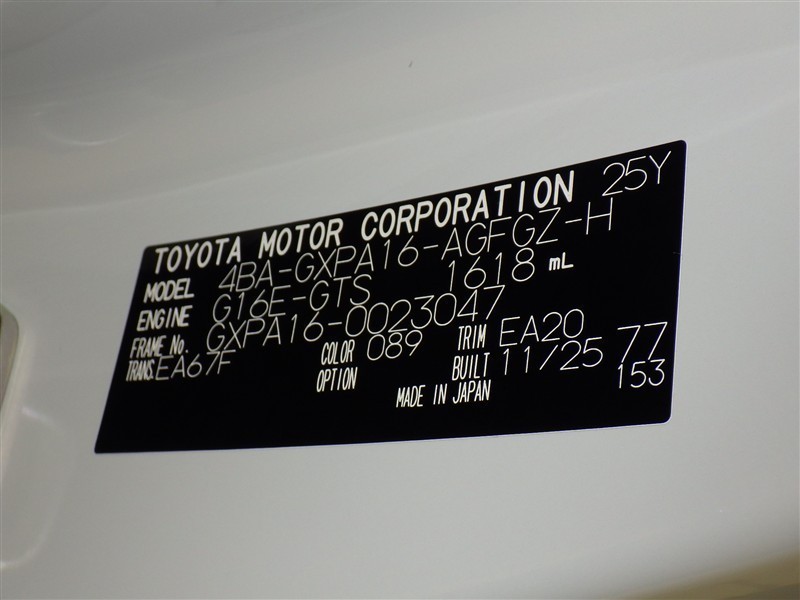 TOYOTA MOTOR CORPORATION 25Y
MODEL 4BA-GXPA16-AGFGZ-H
ENGINE G16E-GTS 1618 mL
FRAME No. GXPA16-0023047
TRANS. EA67F COLOR 089 TRIM EA20
OPTION BUILT 11/25 77
MADE IN JAPAN 153